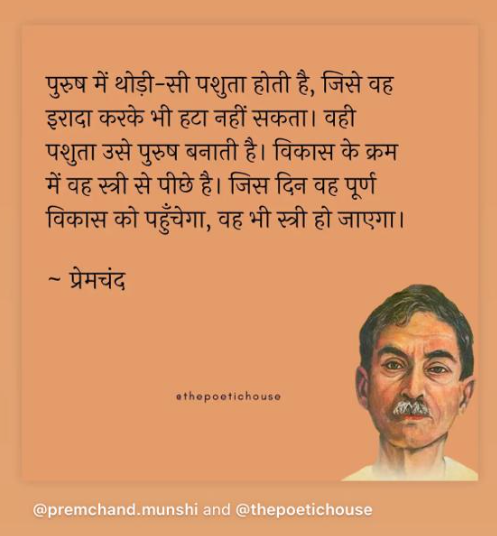 पुरुष में थोड़ी-सी पशुता होती है, जिसे वह
इरादा करके भी हटा नहीं सकता। वही
पशुता उसे पुरुष बनाती है। विकास के क्रम
में वह स्त्री से पीछे है। जिस दिन वह पूर्ण
विकास को पहुँचेगा, वह भी स्त्री हो जाएगा।
~ प्रेमचंद
@thepoetichouse
@premchand.munshi and @thepoetichouse